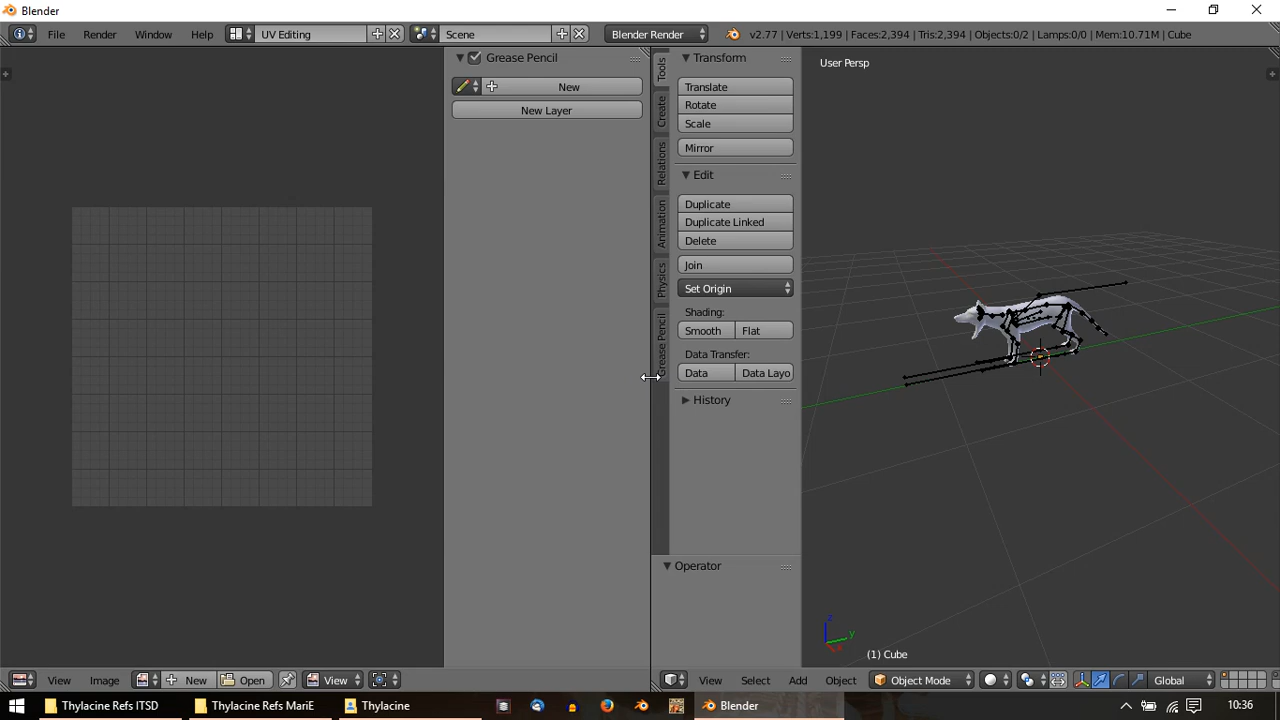 Blender
File Render Window Help UV Editing Scene Blender Render v2.77 | Verts:1,199 | Faces:2,394 | Tris:2,394 | Objects:0/2 | Lamps:0/0 | Mem:10.71M | Cube
Grease Pencil
New
New Layer
Tools
Create
Relations
Animation
Physics
Grease Pencil
Transform
Translate
Rotate
Scale
Mirror
Edit
Duplicate
Duplicate Linked
Delete
Join
Set Origin
Shading:
Smooth Flat
Data Transfer:
Data Data Layo
History
Operator
User Persp
z
y
x
(1) Cube
View Image New Open View
View Select Add Object Object Mode Global
Thylacine Refs ITSD Thylacine Refs MariE Thylacine Blender 10:36